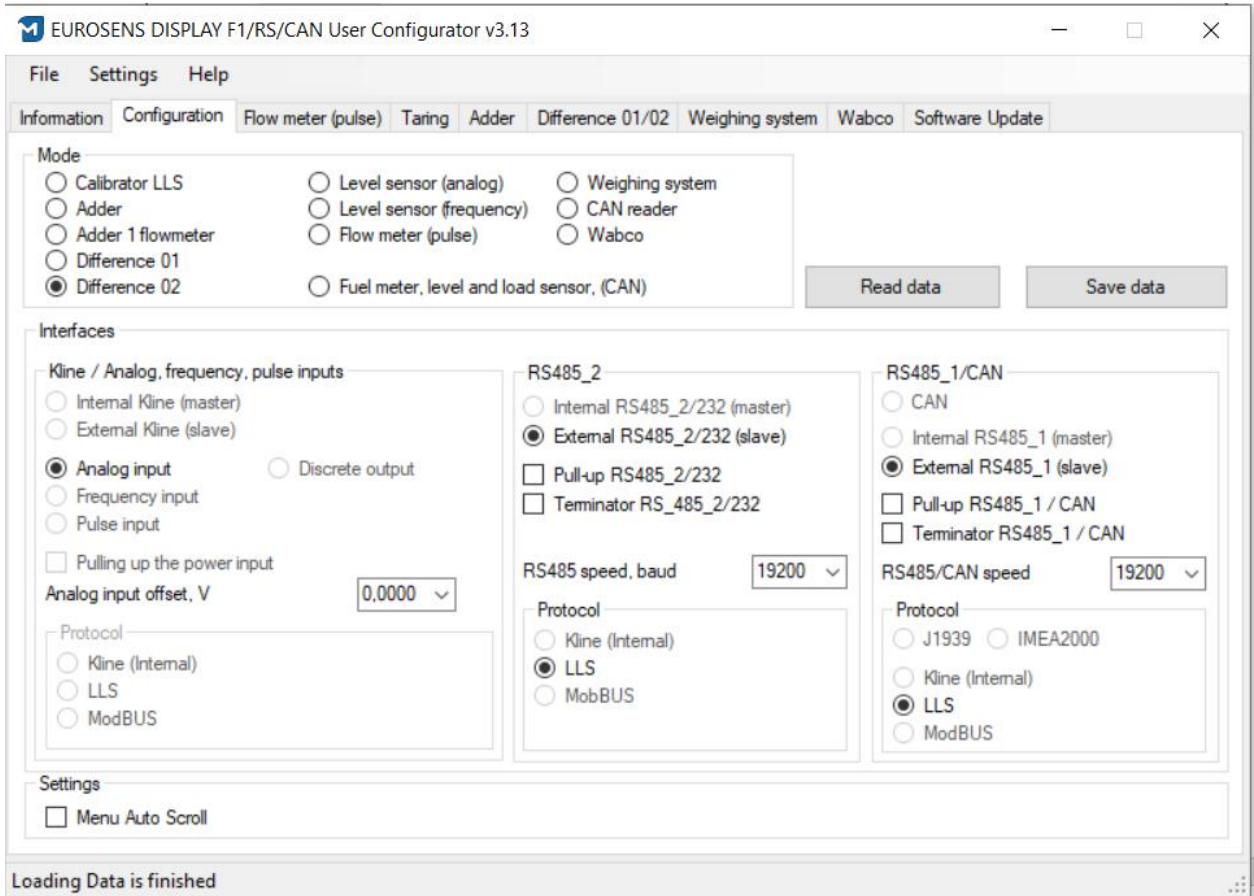 EUROSENS DISPLAY F1/RS/CAN User Configurator v3.13
File Settings Help
Information Configuration Flow meter (pulse) Taring Adder Difference 01/02 Weighing system Wabco Software Update
Mode
Calibrator LLS Level sensor (analog) Weighing system
Adder Level sensor (frequency) CAN reader
Adder 1 flowmeter Flow meter (pulse) Wabco
Difference 01
Difference 02 Fuel meter, level and load sensor, (CAN) Read data Save data
Interfaces
Kline / Analog, frequency, pulse inputs
Internal Kline (master)
External Kline (slave)
Analog input Discrete output
Frequency input
Pulse input
Pulling up the power input
Analog input offset, V 0,0000
Protocol
Kline (Internal)
LLS
ModBUS
RS485_2
Internal RS485_2/232 (master)
External RS485_2/232 (slave)
Pull-up RS485_2/232
Terminator RS_485_2/232
RS485 speed, baud 19200
Protocol
Kline (Internal)
LLS
MobBUS
RS485_1/CAN
CAN
Internal RS485_1 (master)
External RS485_1 (slave)
Pull-up RS485_1 / CAN
Terminator RS485_1 / CAN
RS485/CAN speed 19200
Protocol
J1939 IMEA2000
Kline (Internal)
LLS
ModBUS
Settings
Menu Auto Scroll
Loading Data is finished